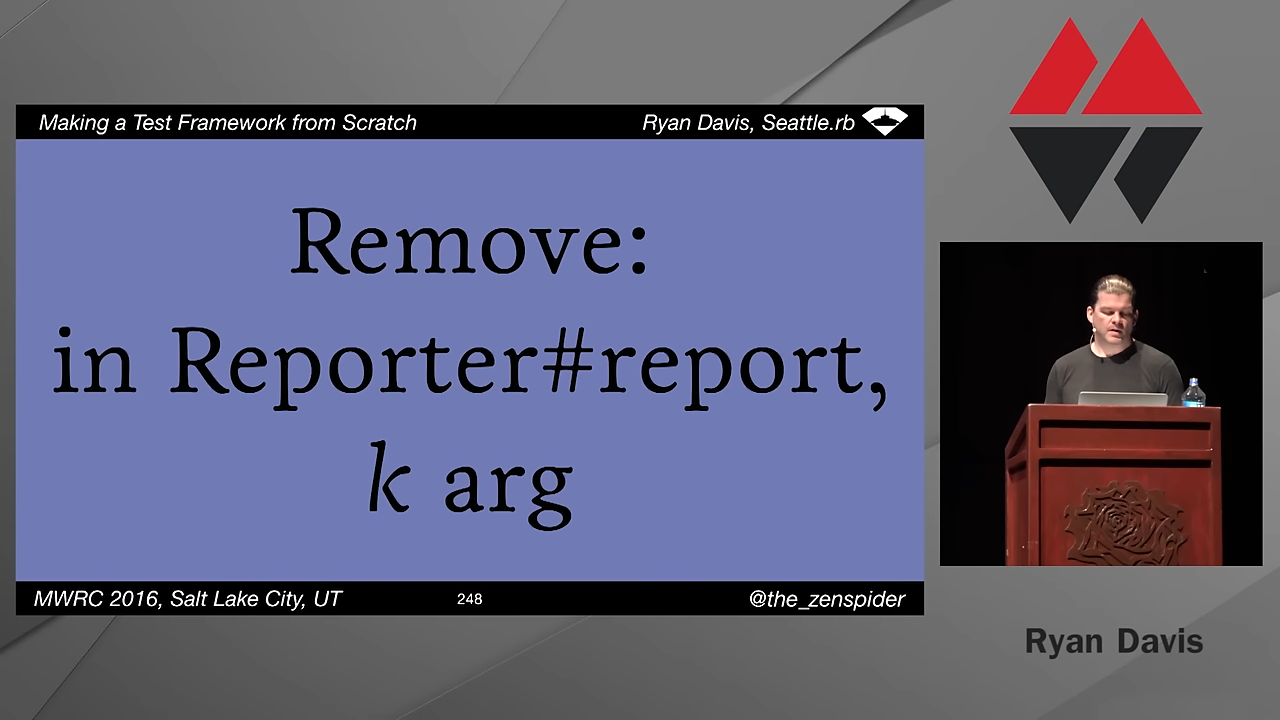 Making a Test Framework from Scratch
Ryan Davis, Seattle.rb
Remove:
in Reporter#report,
k arg
MWRC 2016, Salt Lake City, UT
248
@the_zenspider
Ryan Davis